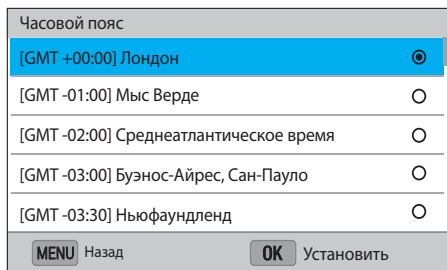 Часовой пояс
[GMT +00:00] Лондон
[GMT -01:00] Мыс Верде
[GMT -02:00] Среднеатлантическое время
[GMT -03:00] Буэнос-Айрес, Сан-Пауло
[GMT -03:30] Ньюфаундленд
MENU Назад OK Установить